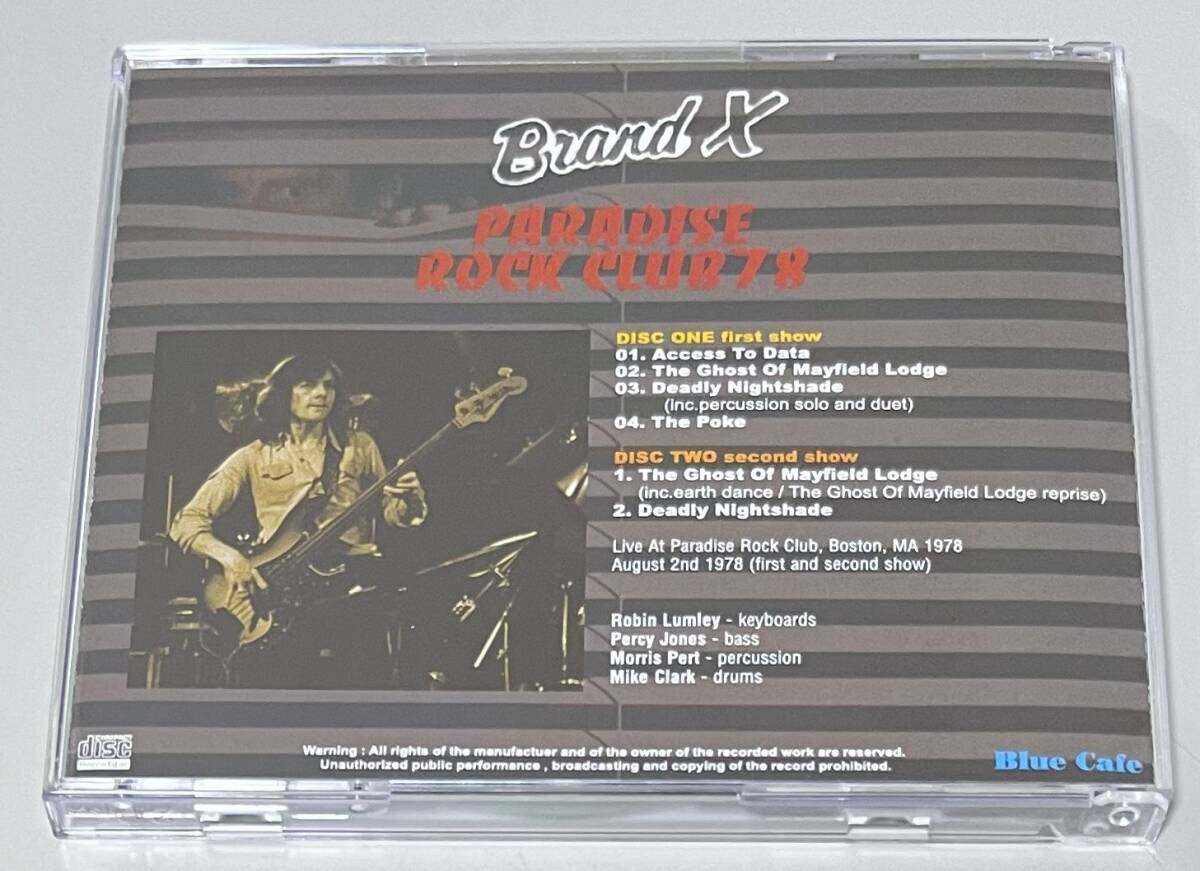 Brand X
PARADISE
ROCK CLUB 78
DISC ONE first show
01. Access To Data
02. The Ghost Of Mayfield Lodge
03. Deadly Nightshade
(inc.percussion solo and duet)
04. The Poke
DISC TWO second show
1. The Ghost Of Mayfield Lodge
(inc.earth dance / The Ghost Of Mayfield Lodge reprise)
2. Deadly Nightshade
Live At Paradise Rock Club, Boston, MA 1978
August 2nd 1978 (first and second show)
Robin Lumley - keyboards
Percy Jones - bass
Morris Pert - percussion
Mike Clark - drums
Warning : All rights of the manufactuer and of the owner of the recorded work are reserved.
Unauthorized public performance , broadcasting and copying of the record prohibited.
disc
Blue Cafe